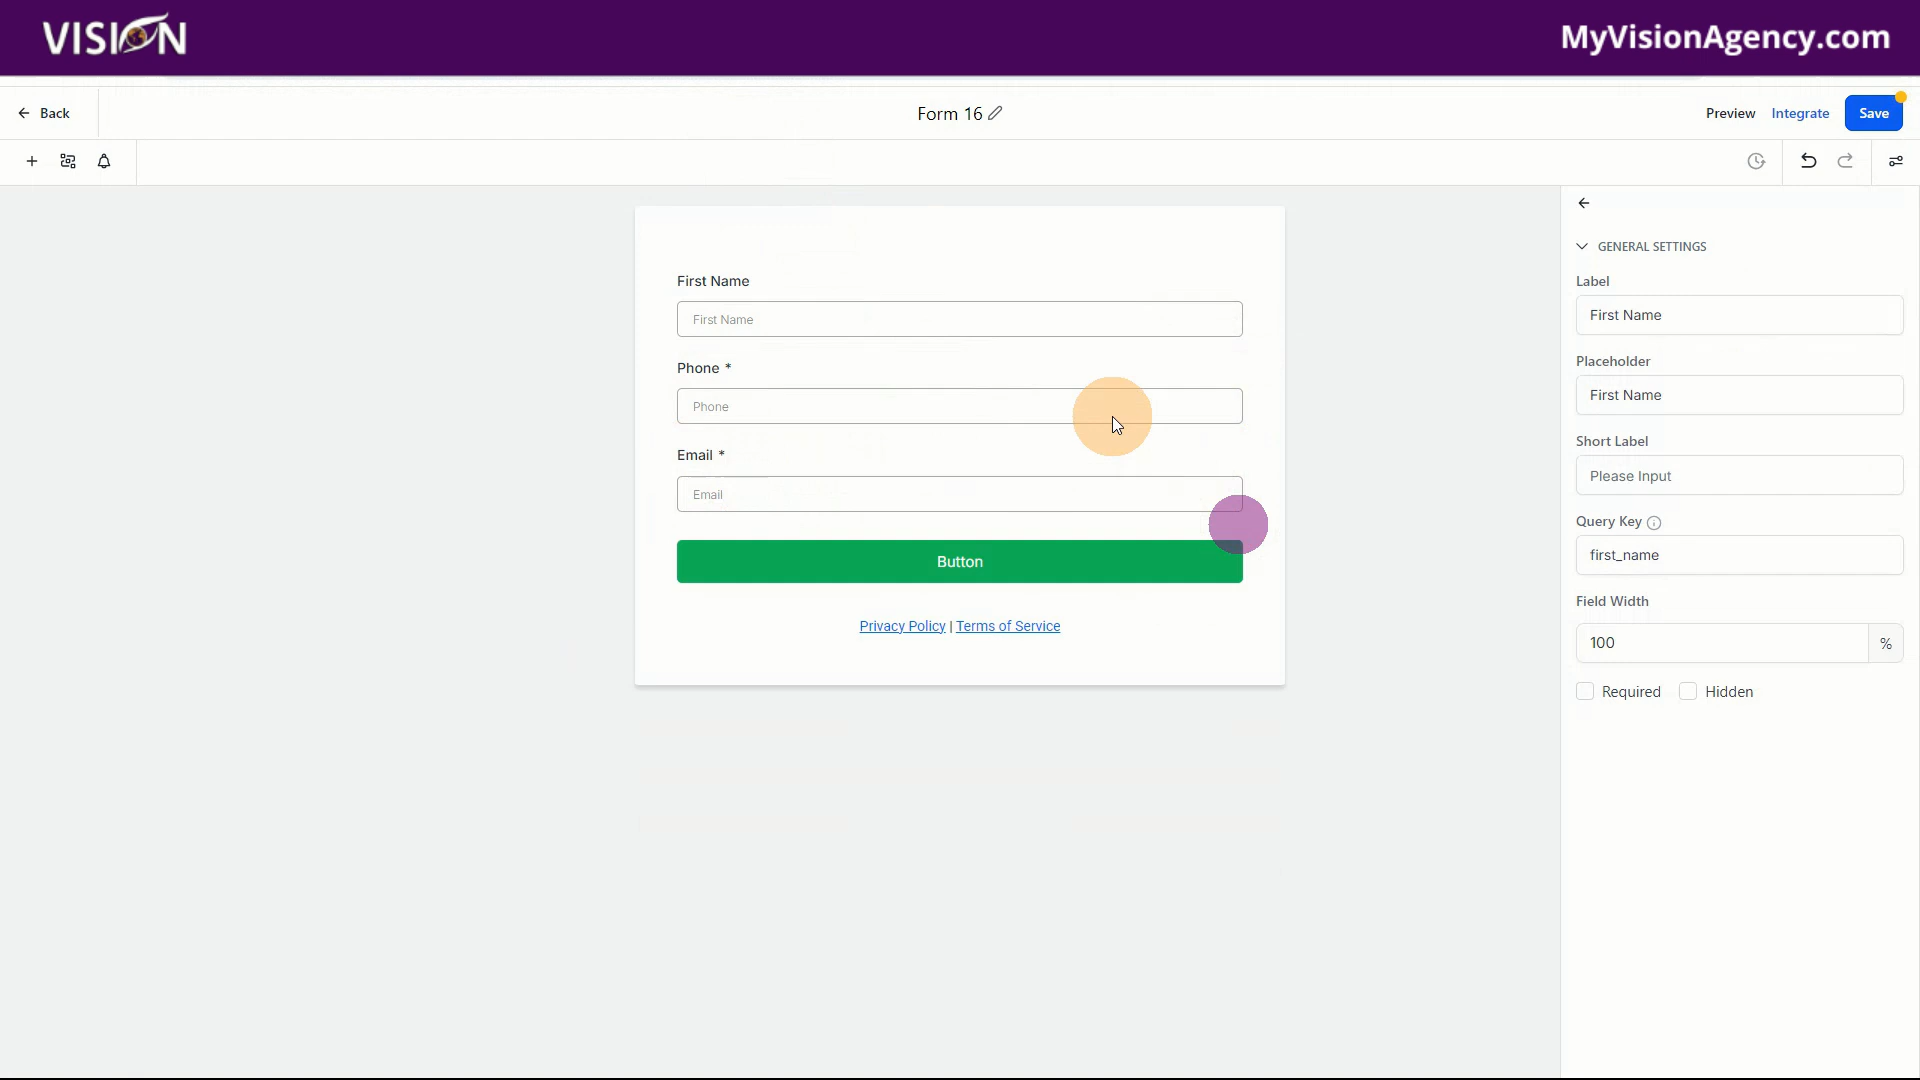 VISION
MyVisionAgency.com
Back
Form 16
Preview
Integrate
Save
GENERAL SETTINGS
Label
First Name
Placeholder
First Name
Short Label
Please Input
Query Key
first_name
Field Width
100
%
Required
Hidden
First Name
First Name
Phone *
Phone
Email *
Email
Button
Privacy Policy | Terms of Service